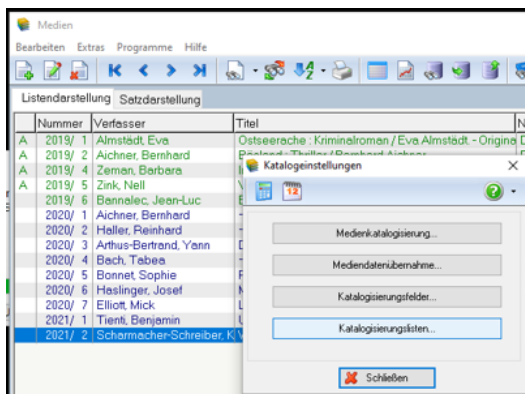 Medien
Bearbeiten Extras Programme Hilfe
Listendarstellung Satzdarstellung
Nummer Verfasser Titel
A 2019/ 1 Almstädt, Eva Ostseerache : Kriminalroman / Eva Almstädt. - Origina
A 2019/ 2 Aichner, Bernhard
A 2019/ 4 Zeman, Barbara
A 2019/ 5 Zink, Nell
2019/ 6 Bannalec, Jean-Luc
2020/ 1 Aichner, Bernhard
2020/ 2 Haller, Reinhard
2020/ 3 Arthus-Bertrand, Yann
2020/ 4 Bach, Tabea
2020/ 5 Bonnet, Sophie
2020/ 6 Haslinger, Josef
2020/ 7 Elliott, Mick
2021/ 1 Tienti, Benjamin
2021/ 2 Scharmacher-Schreiber, K
Katalogeinstellungen
12
Medienkatalogisierung...
Mediendatenübernahme...
Katalogisierungsfelder...
Katalogisierungslisten...
Schließen